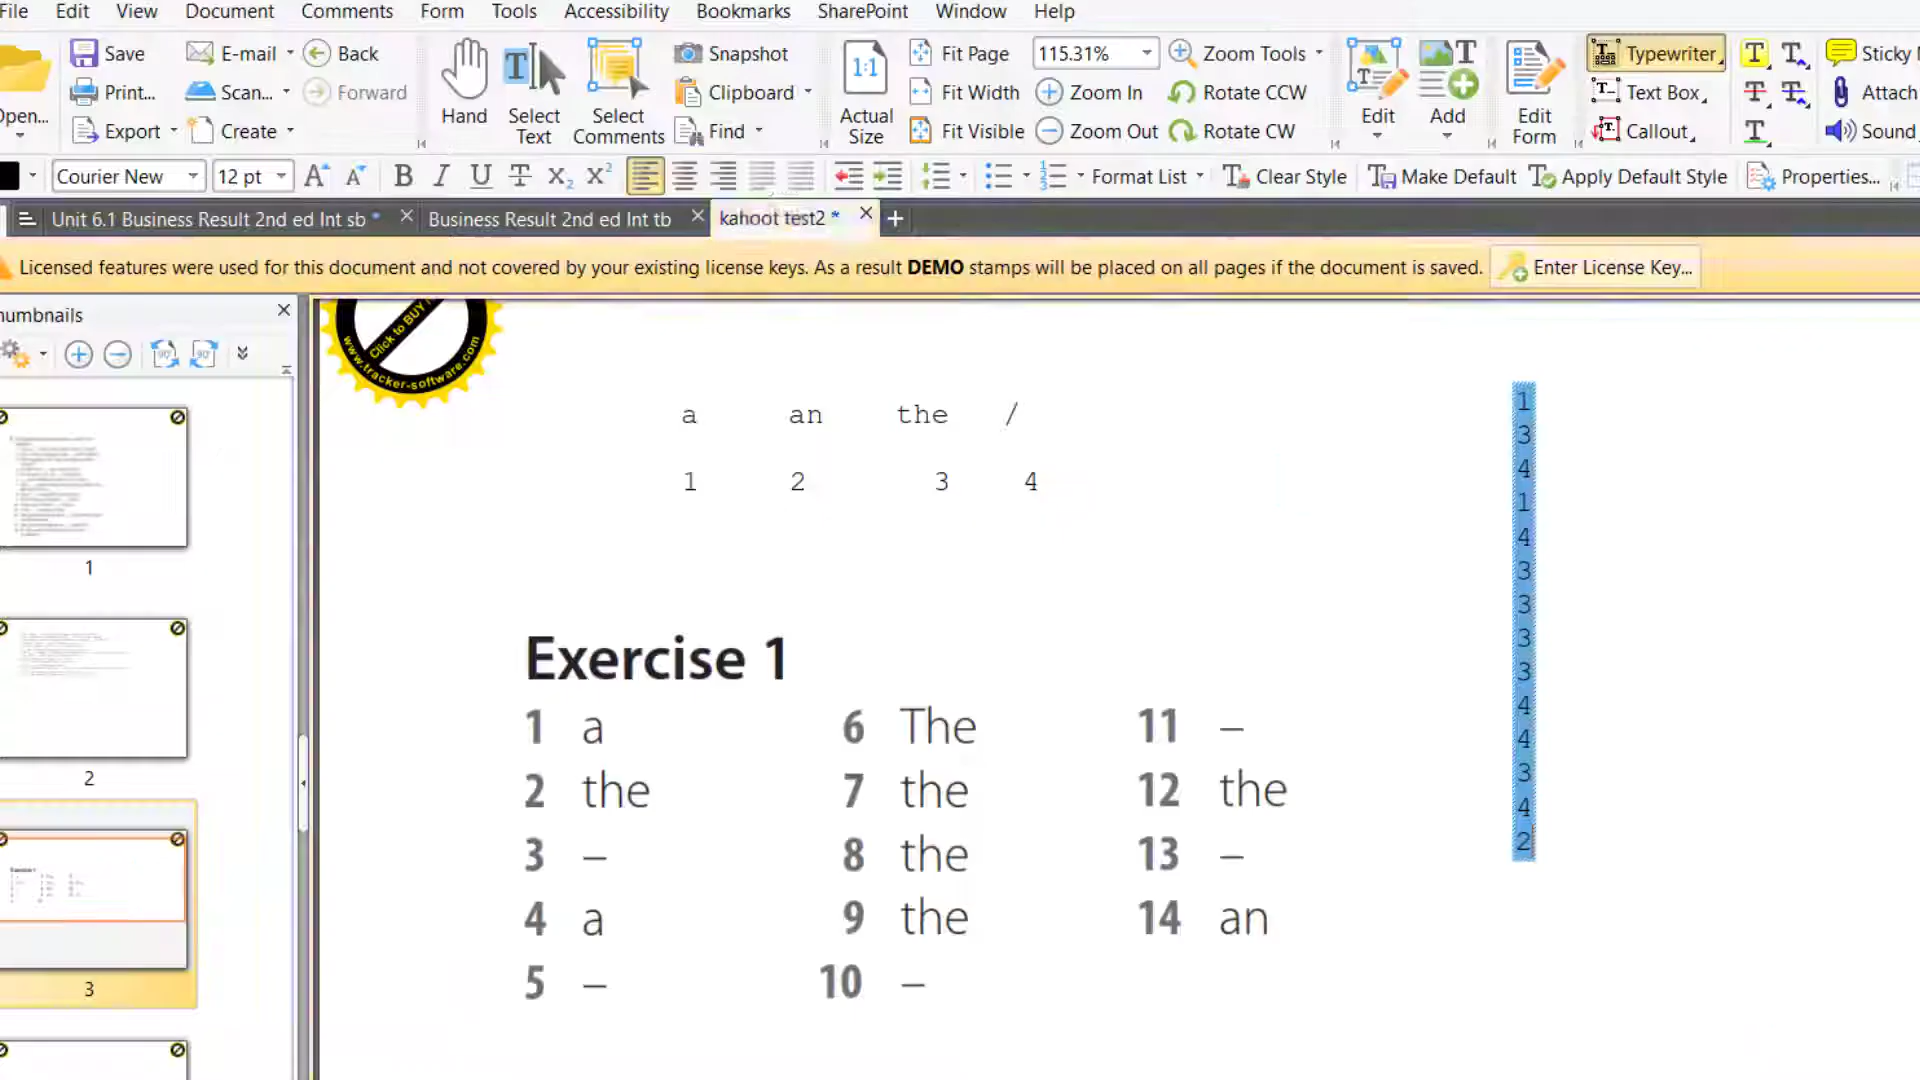 File Edit View Document Comments Form Tools Accessibility Bookmarks SharePoint Window Help
Save E-mail Back Snapshot Fit Page 115.31% Zoom Tools Typewriter Sticky
Open... Print... Scan... Forward Hand Select Text Select Comments Clipboard Actual Size Fit Width Zoom In Rotate CCW Edit Add Edit Form Text Box Attach
Export Create Find Fit Visible Zoom Out Rotate CW Callout Sound
Courier New 12 pt Format List Clear Style Make Default Apply Default Style Properties...
Unit 6.1 Business Result 2nd ed Int sb * Business Result 2nd ed Int tb kahoot test2 *
Licensed features were used for this document and not covered by your existing license keys. As a result DEMO stamps will be placed on all pages if the document is saved. Enter License Key...
humbnails
Click to BUY
www.tracker-software.com
a an the /
1 2 3 4
Exercise 1
1 a
2 the
3 –
4 a
5 –
6 The
7 the
8 the
9 the
10 –
11 –
12 the
13 –
14 an
1
3
4
1
4
3
3
3
3
4
4
3
4
2
1
2
3